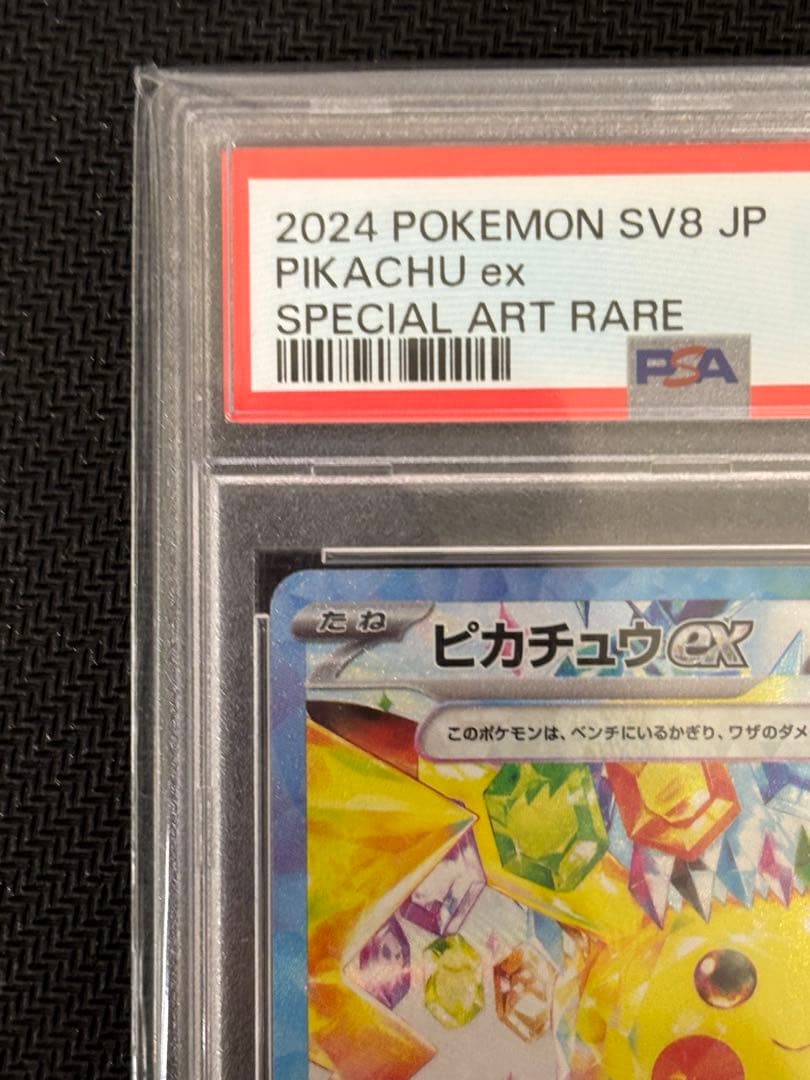 2024 POKEMON SV8 JP
PIKACHU ex
SPECIAL ART RARE
PSA
たね
ピカチュウex
このポケモンは、ベンチにいるかぎり、ワザのダメ